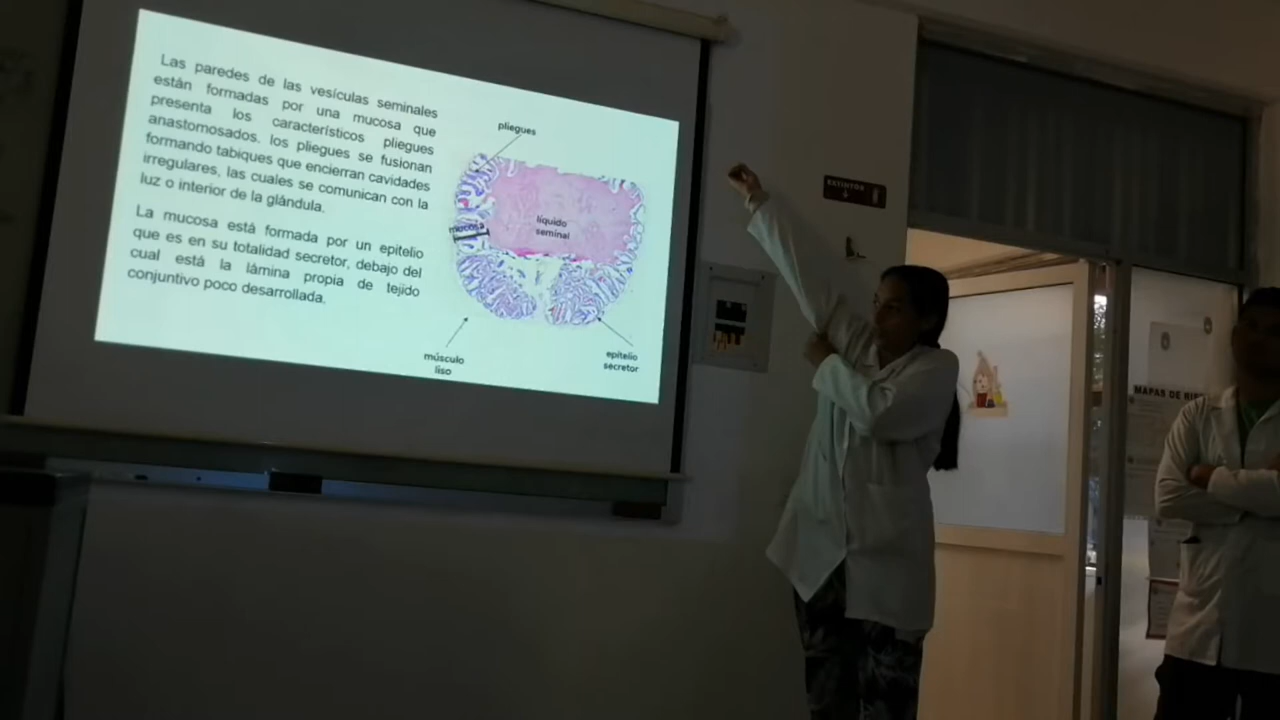 Las paredes de las vesículas seminales
están formadas por una mucosa que
presenta los característicos pliegues
anastomosados. los pliegues se fusionan
formando tabiques que encierran cavidades
irregulares, las cuales se comunican con la
luz o interior de la glándula.
La mucosa está formada por un epitelio
que es en su totalidad secretor, debajo del
cual está la lámina propia de tejido
conjuntivo poco desarrollada.
pliegues
mucosa
líquido
seminal
músculo
liso
epitelio
secretor
EXTINTOR
MAPAS DE